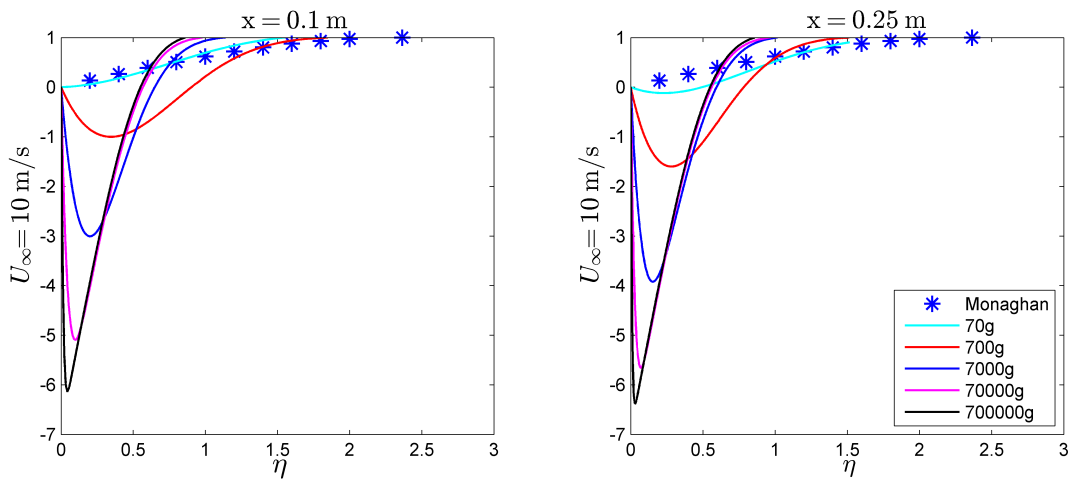 x = 0.1 m
U∞= 10 m/s
1
0
-1
-2
-3
-4
-5
-6
-7
0 0.5 1 1.5 2 2.5 3
η
x = 0.25 m
U∞= 10 m/s
1
0
-1
-2
-3
-4
-5
-6
-7
0 0.5 1 1.5 2 2.5 3
η
Monaghan
70g
700g
7000g
70000g
700000g